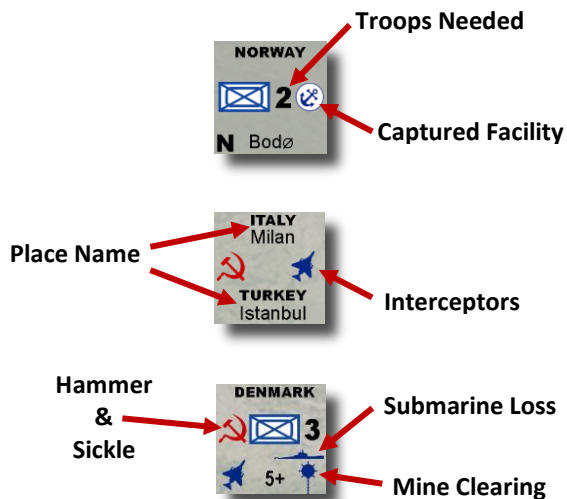 Troops Needed
NORWAY
2
Captured Facility
N Bodø
ITALY
Milan
Place Name
TURKEY
Istanbul
Interceptors
Hammer
&
Sickle
DENMARK
3
Submarine Loss
5+
Mine Clearing